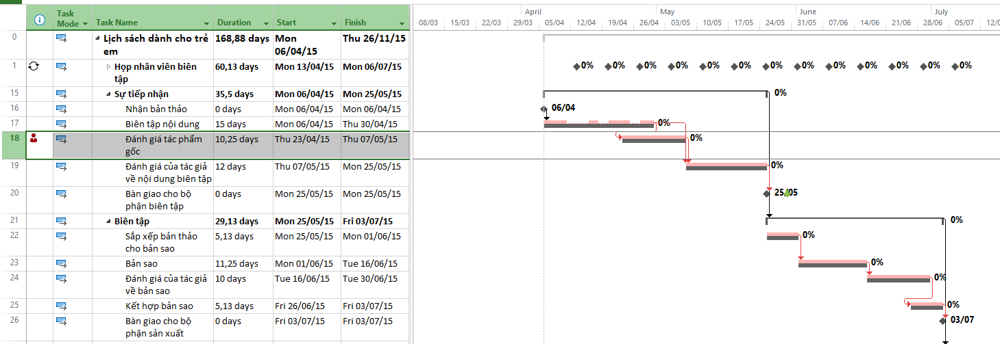 April May June July
Task Mode Task Name Duration Start Finish
08/03 15/03 22/03 29/03 05/04 12/04 19/04 26/04 03/05 10/05 17/05 24/05 31/05 07/06 14/06 21/06 28/06 05/07 12/0
0 Lịch sách dành cho trẻ em 168,88 days Mon 06/04/15 Thu 26/11/15
1 Họp nhân viên biên tập 60,13 days Mon 13/04/15 Mon 06/07/15 0% 0% 0% 0% 0% 0% 0% 0% 0% 0% 0% 0% 0%
15 Sự tiếp nhận 35,5 days Mon 06/04/15 Mon 25/05/15 0%
16 Nhận bản thảo 0 days Mon 06/04/15 Mon 06/04/15 06/04
17 Biên tập nội dung 15 days Mon 06/04/15 Thu 30/04/15 0%
18 Đánh giá tác phẩm gốc 10,25 days Thu 23/04/15 Thu 07/05/15 0%
19 Đánh giá của tác giả về nội dung biên tập 12 days Thu 07/05/15 Mon 25/05/15 0%
20 Bàn giao cho bộ phận biên tập 0 days Mon 25/05/15 Mon 25/05/15 25/05
21 Biên tập 29,13 days Mon 25/05/15 Fri 03/07/15 0%
22 Sắp xếp bản thảo cho bản sao 5,13 days Mon 25/05/15 Mon 01/06/15 0%
23 Bản sao 11,25 days Mon 01/06/15 Tue 16/06/15 0%
24 Đánh giá của tác giả về bản sao 10 days Tue 16/06/15 Tue 30/06/15 0%
25 Kết hợp bản sao 5,13 days Fri 26/06/15 Fri 03/07/15 0%
26 Bàn giao cho bộ phận sản xuất 0 days Fri 03/07/15 Fri 03/07/15 03/07